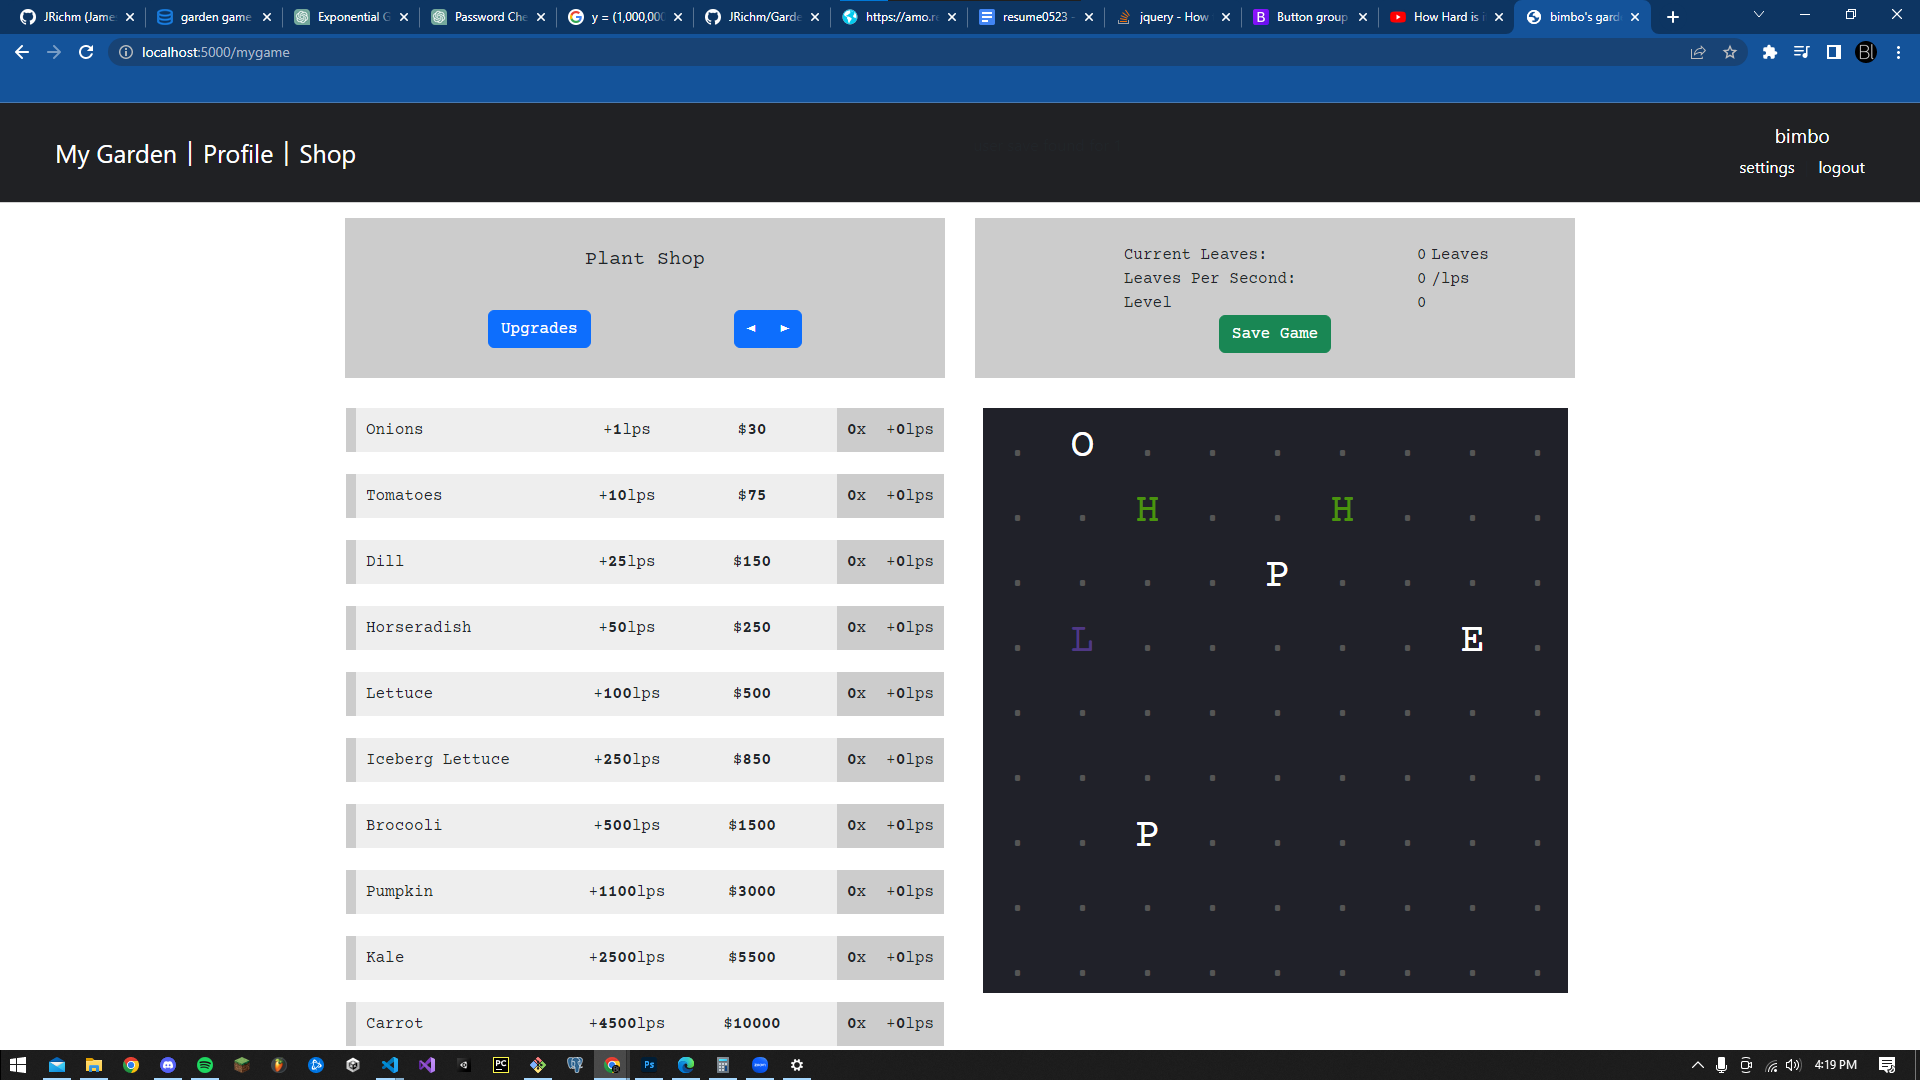 JRichm (Jame
garden game
Exponential G
Password Che
y = (1,000,000
JRichm/Garde
https://amo.re
resume0523 -
jquery - How
Button group
How Hard is i
bimbo's gard
localhost:5000/mygame
My Garden | Profile | Shop
bimbo
settings logout
Plant Shop
Upgrades ◄ ►
Current Leaves: 0 Leaves
Leaves Per Second: 0 /lps
Level 0
Save Game
Onions +1lps $30 0x +0lps
Tomatoes +10lps $75 0x +0lps
Dill +25lps $150 0x +0lps
Horseradish +50lps $250 0x +0lps
Lettuce +100lps $500 0x +0lps
Iceberg Lettuce +250lps $850 0x +0lps
Brocooli +500lps $1500 0x +0lps
Pumpkin +1100lps $3000 0x +0lps
Kale +2500lps $5500 0x +0lps
Carrot +4500lps $10000 0x +0lps
. O . . . . . . .
. . H . . H . . .
. . . . P . . . .
. L . . . . . E .
. . . . . . . . .
. . . . . . . . .
. . P . . . . . .
. . . . . . . . .
. . . . . . . . .
4:19 PM